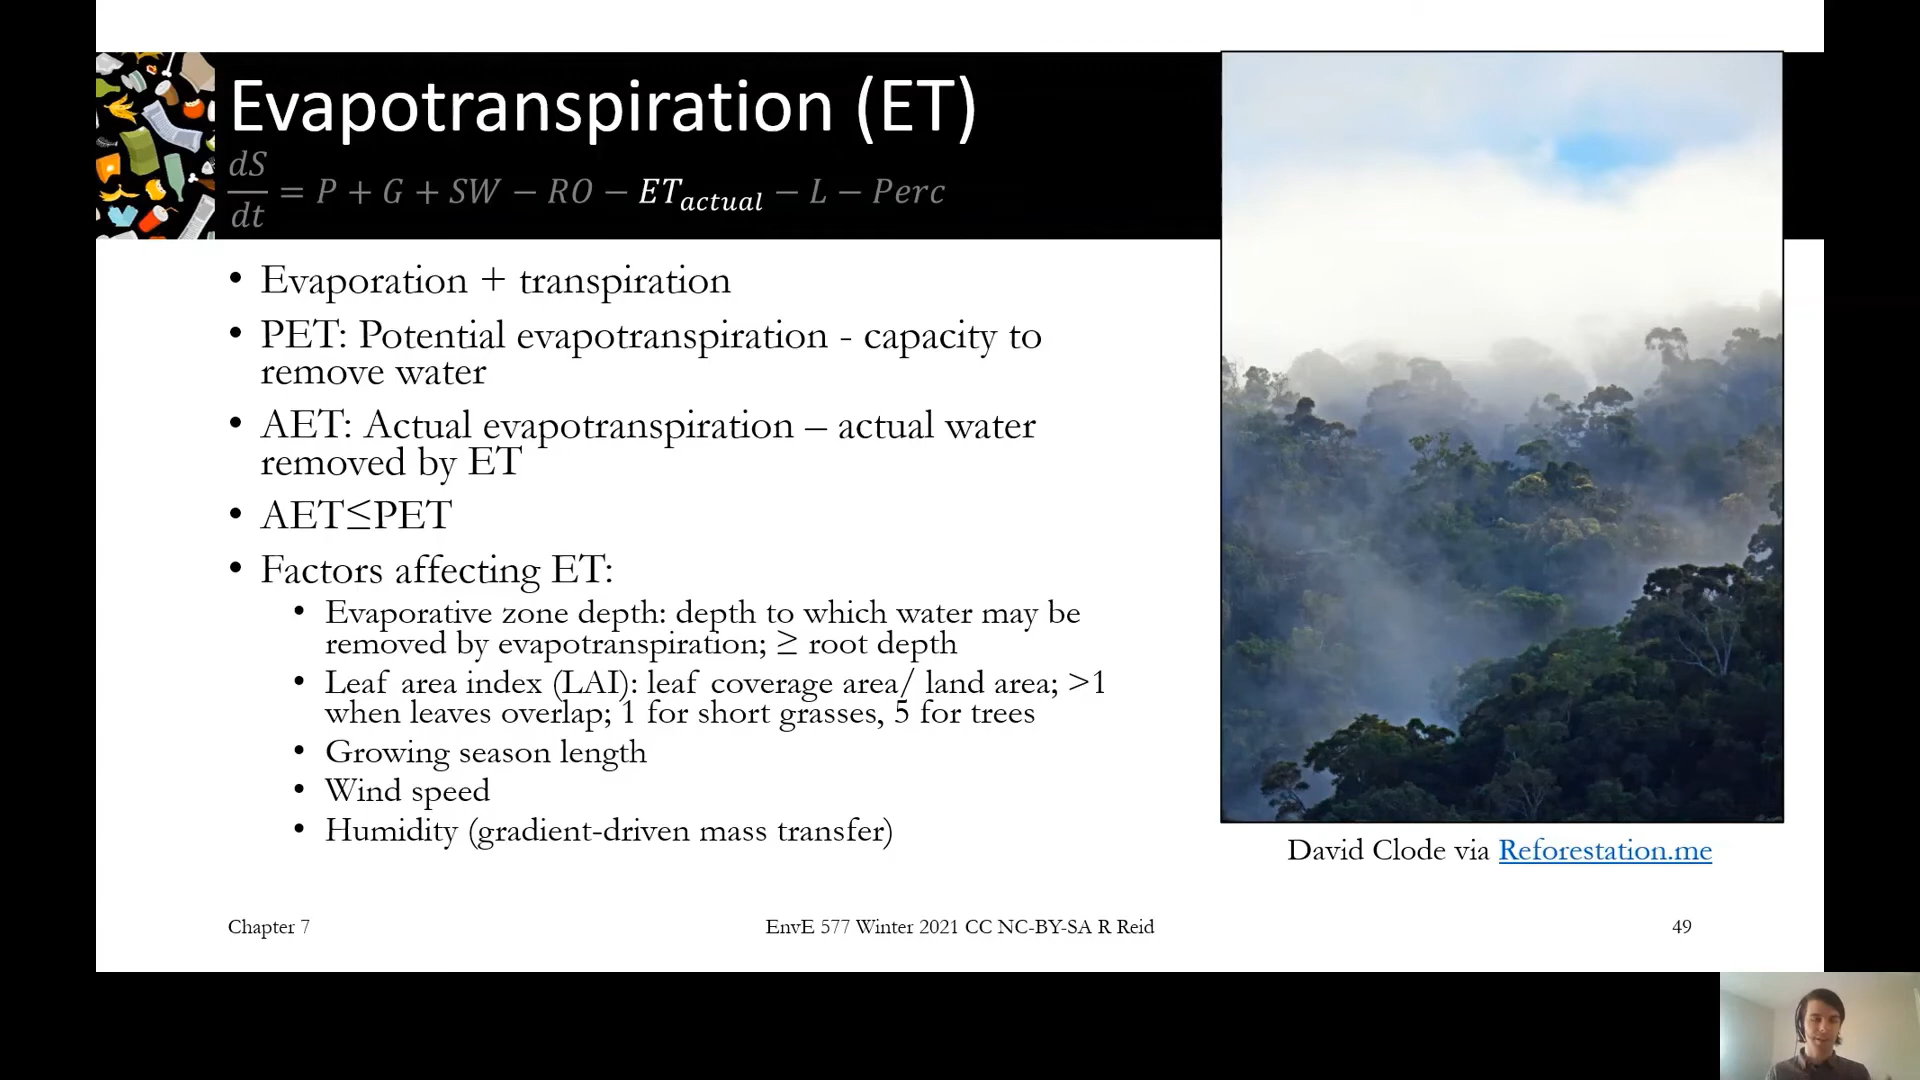 Evapotranspiration (ET)
dS/dt = P + G + SW − RO − ET_actual − L − Perc
• Evaporation + transpiration
• PET: Potential evapotranspiration - capacity to
remove water
• AET: Actual evapotranspiration – actual water
removed by ET
• AET≤PET
• Factors affecting ET:
• Evaporative zone depth: depth to which water may be
removed by evapotranspiration; ≥ root depth
• Leaf area index (LAI): leaf coverage area/ land area; >1
when leaves overlap; 1 for short grasses, 5 for trees
• Growing season length
• Wind speed
• Humidity (gradient-driven mass transfer)
David Clode via Reforestation.me
Chapter 7
EnvE 577 Winter 2021 CC NC-BY-SA R Reid
49